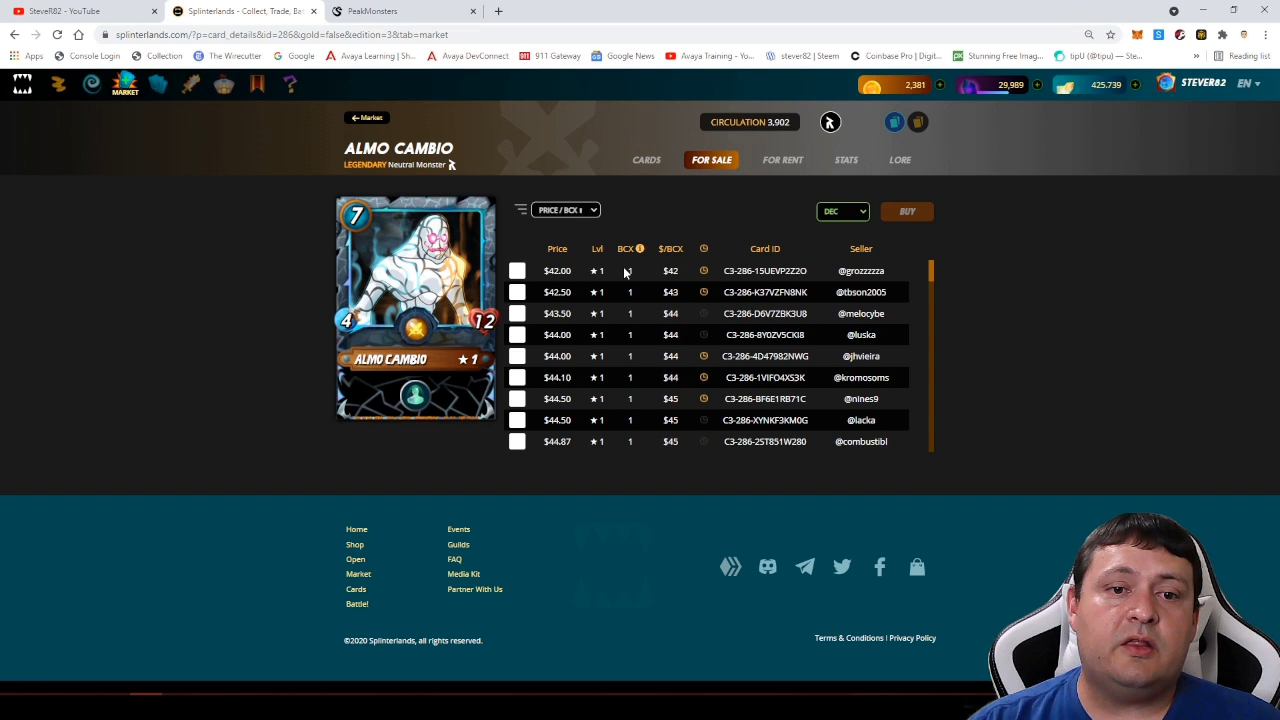 SteveR82 - YouTube
Splinterlands - Collect, Trade, Ba
PeakMonsters
splinterlands.com/?p=card_details&id=286&gold=false&edition=3&tab=market
Apps
Console Login
Collection
The Wirecutter
Google
Avaya Learning | Sh...
Avaya DevConnect
911 Gateway
Google News
Avaya Training - Yo...
stever82 | Steem
Coinbase Pro | Digit...
Stunning Free Imag...
tipU (@tipu) — Ste...
»
Reading list
MARKET
2,381
29,989
425.739
STEVER82
EN
Market
CIRCULATION 3,902
ALMO CAMBIO
LEGENDARY Neutral Monster
CARDS
FOR SALE
FOR RENT
STATS
LORE
7
4
12
ALMO CAMBIO ★ 1
PRICE / BCX
DEC
BUY
Price Lvl BCX $/BCX Card ID Seller
$42.00 ★ 1 $42 C3-286-15UEVP2Z2O @grozzzzza
$42.50 ★ 1 1 $43 C3-286-K37VZFN8NK @tbson2005
$43.50 ★ 1 1 $44 C3-286-D6V7ZBK3U8 @melocybe
$44.00 ★ 1 1 $44 C3-286-8Y0ZV5CKI8 @luska
$44.00 ★ 1 1 $44 C3-286-4D47982NWG @jhvieira
$44.10 ★ 1 1 $44 C3-286-1VIFO4XS3K @kromosoms
$44.50 ★ 1 1 $45 C3-286-BF6E1RB71C @nines9
$44.50 ★ 1 1 $45 C3-286-XYNKF3KM0G @lacka
$44.87 ★ 1 1 $45 C3-286-2ST851W280 @combustibl
Home
Shop
Open
Market
Cards
Battle!
Events
Guilds
FAQ
Media Kit
Partner With Us
©2020 Splinterlands, all rights reserved.
Terms & Conditions | Privacy Policy